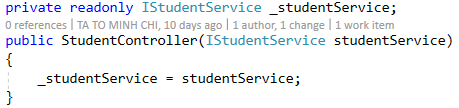 private readonly IStudentService _studentService;
0 references | TA TO MINH CHI, 10 days ago | 1 author, 1 change | 1 work item
public StudentController(IStudentService studentService)
{
    _studentService = studentService;
}